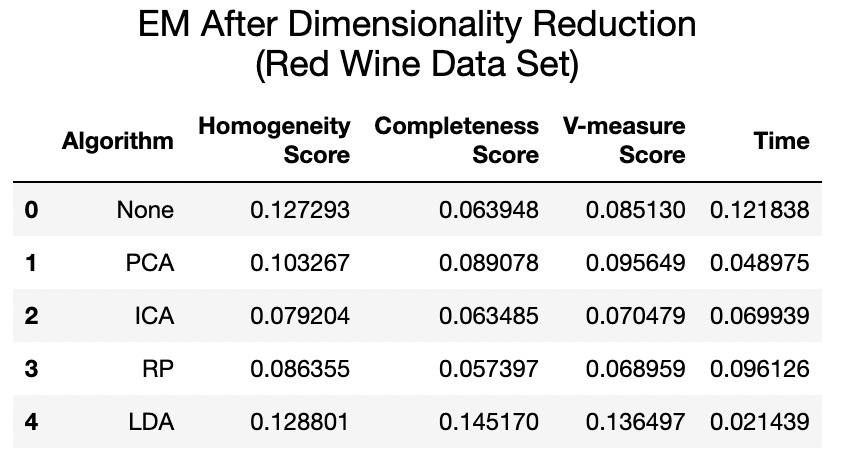 EM After Dimensionality Reduction
(Red Wine Data Set)
Algorithm Homogeneity Score Completeness Score V-measure Score Time
0 None 0.127293 0.063948 0.085130 0.121838
1 PCA 0.103267 0.089078 0.095649 0.048975
2 ICA 0.079204 0.063485 0.070479 0.069939
3 RP 0.086355 0.057397 0.068959 0.096126
4 LDA 0.128801 0.145170 0.136497 0.021439